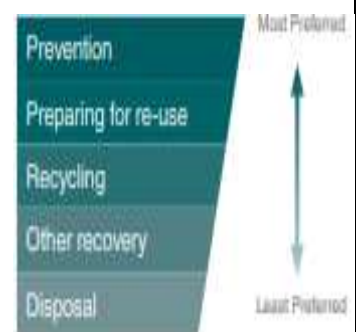 Most Preferred
Prevention
Preparing for re-use
Recycling
Other recovery
Disposal
Least Preferred